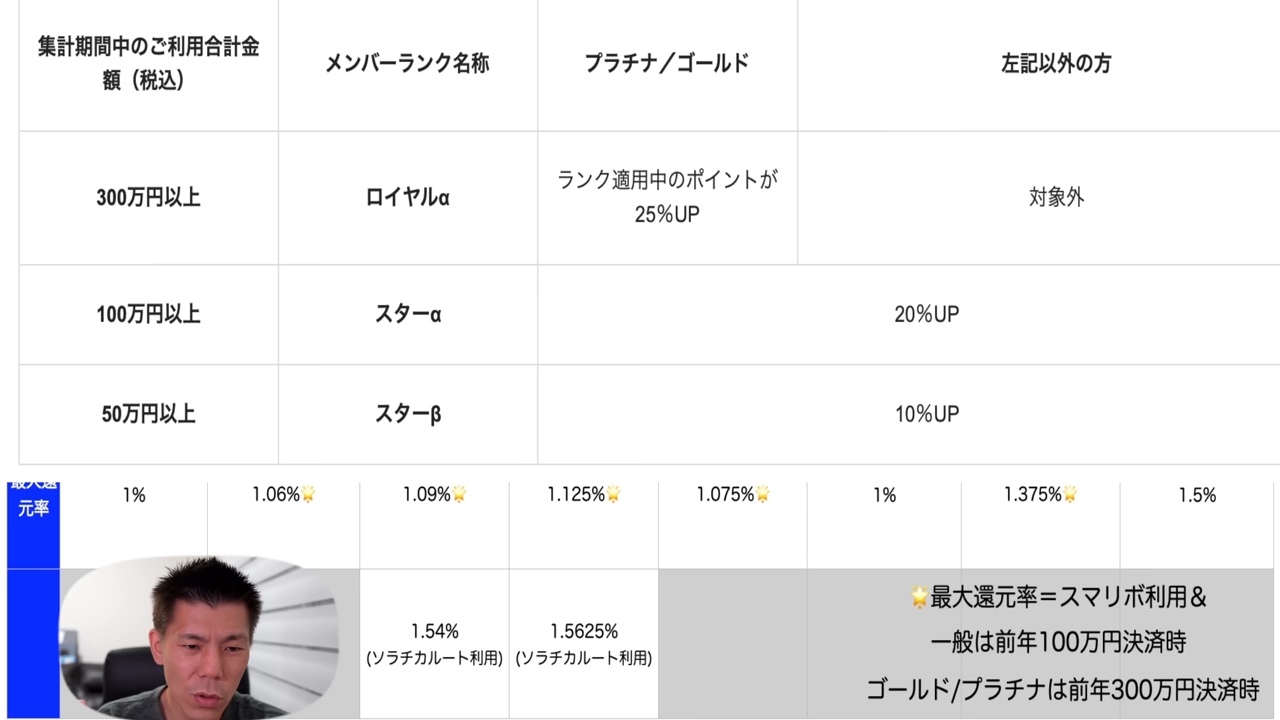 集計期間中のご利用合計金
額（税込）
メンバーランク名称
プラチナ／ゴールド
左記以外の方
300万円以上
ロイヤルα
ランク適用中のポイントが
25%UP
対象外
100万円以上
スターα
20%UP
50万円以上
スターβ
10%UP
最大還
元率
1%
1.06%
1.09%
1.125%
1.075%
1%
1.375%
1.5%
1.54%
(ソラチカルート利用)
1.5625%
(ソラチカルート利用)
最大還元率＝スマリボ利用＆
一般は前年100万円決済時
ゴールド/プラチナは前年300万円決済時